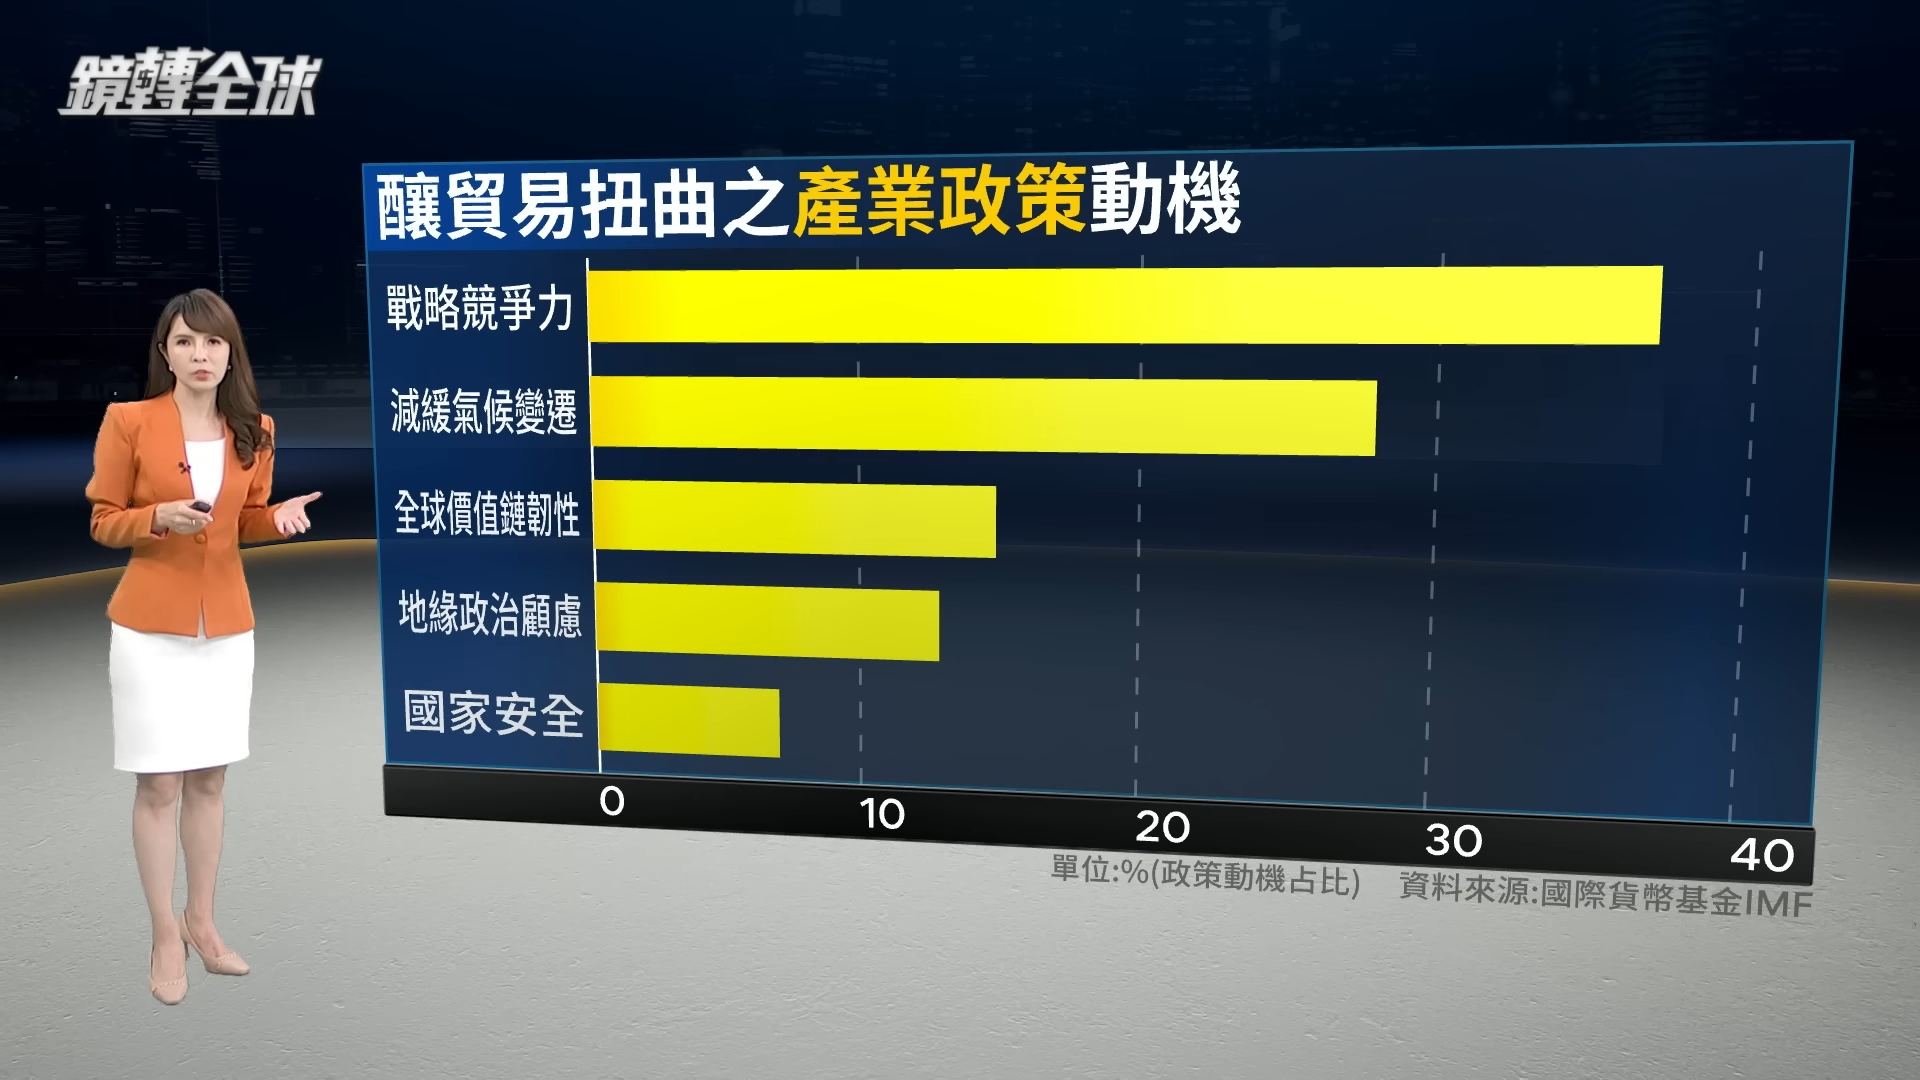 鏡轉全球
釀貿易扭曲之產業政策動機
戰略競爭力
減緩氣候變遷
全球價值鏈韌性
地緣政治顧慮
國家安全
0 10 20 30 40
單位:%(政策動機占比) 資料來源:國際貨幣基金IMF